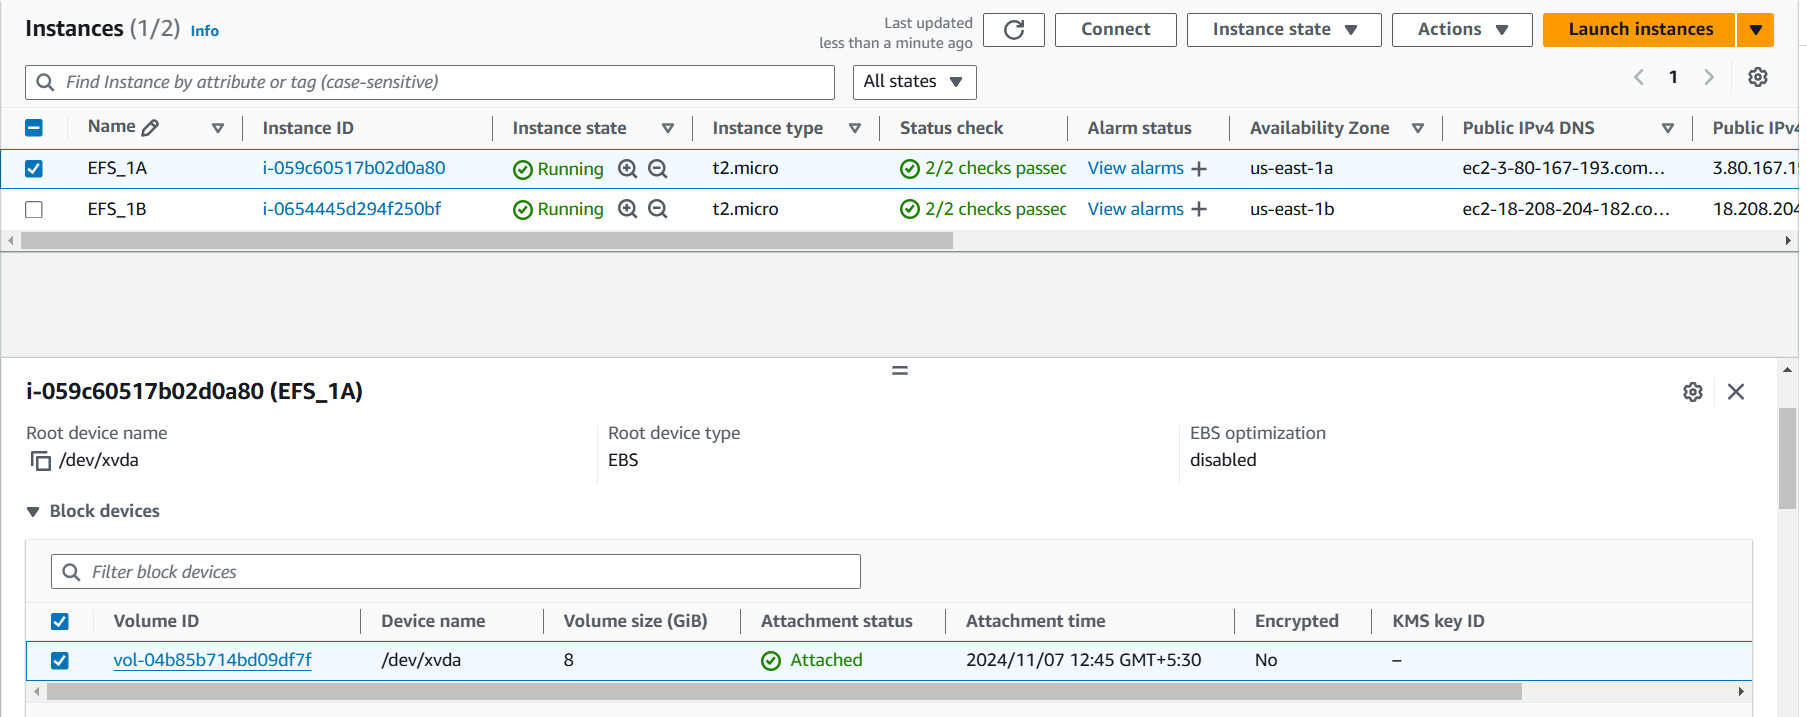 Instances (1/2) Info
Last updated
less than a minute ago
Connect
Instance state
Actions
Launch instances
Find Instance by attribute or tag (case-sensitive)
All states
1
Name Instance ID Instance state Instance type Status check Alarm status Availability Zone Public IPv4 DNS Public IPv4
EFS_1A i-059c60517b02d0a80 Running t2.micro 2/2 checks passec View alarms + us-east-1a ec2-3-80-167-193.com… 3.80.167.19
EFS_1B i-0654445d294f250bf Running t2.micro 2/2 checks passec View alarms + us-east-1b ec2-18-208-204-182.co… 18.208.204
i-059c60517b02d0a80 (EFS_1A)
Root device name Root device type EBS optimization
/dev/xvda EBS disabled
Block devices
Filter block devices
Volume ID Device name Volume size (GiB) Attachment status Attachment time Encrypted KMS key ID
vol-04b85b714bd09df7f /dev/xvda 8 Attached 2024/11/07 12:45 GMT+5:30 No –